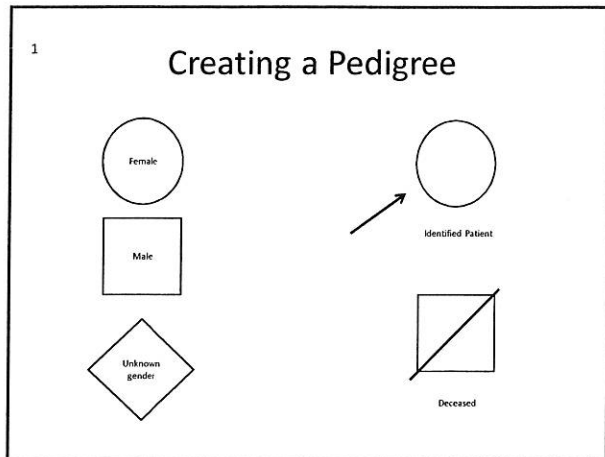 1
Creating a Pedigree
Female
Male
Unknown
gender
Identified Patient
Deceased